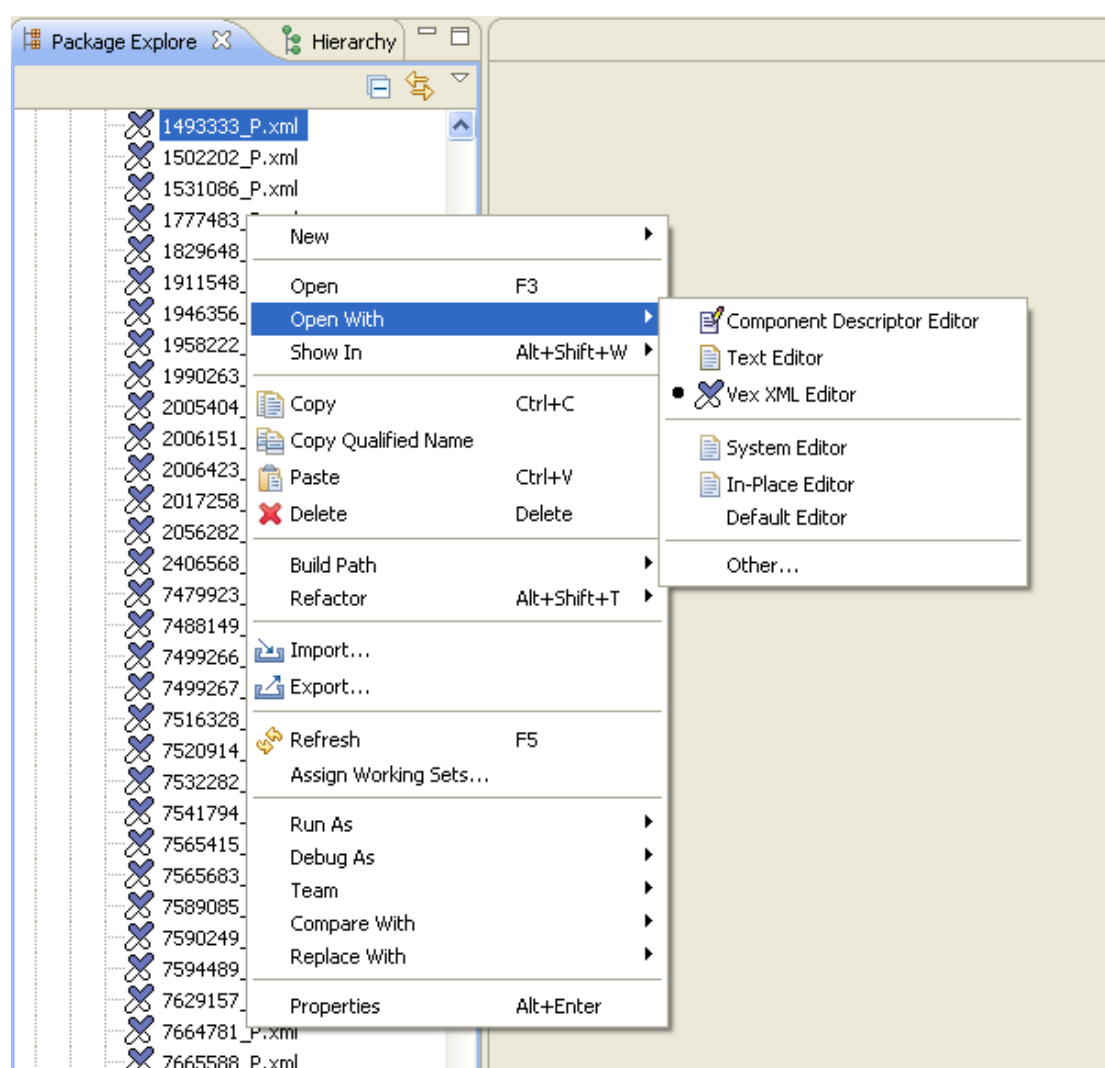 Package Explore
Hierarchy
1493333_P.xml
1502202_P.xml
1531086_P.xml
1777483_
1829648_
1911548_
1946356_
1958222_
1990263_
2005404_
2006151_
2006423_
2017258_
2056282_
2406568_
7479923_
7488149_
7499266_
7499267_
7516328_
7520914_
7532282_
7541794_
7565415_
7565683_
7589085_
7590249_
7594489_
7629157_
7664781_P.xml
7665588_P.xml
New
Open F3
Open With
Show In Alt+Shift+W
Copy Ctrl+C
Copy Qualified Name
Paste Ctrl+V
Delete Delete
Build Path
Refactor Alt+Shift+T
Import...
Export...
Refresh F5
Assign Working Sets...
Run As
Debug As
Team
Compare With
Replace With
Properties Alt+Enter
Component Descriptor Editor
Text Editor
Vex XML Editor
System Editor
In-Place Editor
Default Editor
Other...